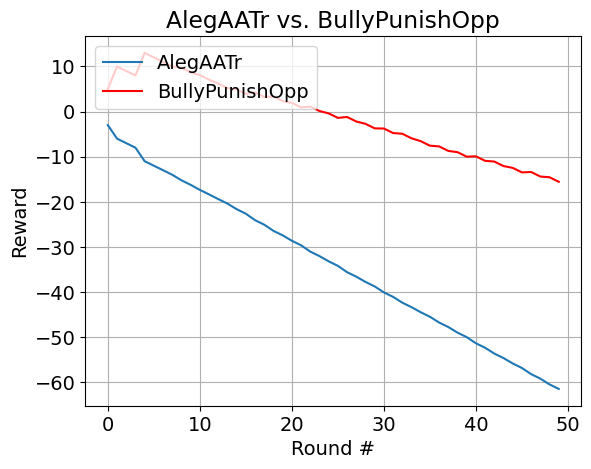 AlegAATr vs. BullyPunishOpp
AlegAATr
BullyPunishOpp
10
0
−10
−20
−30
−40
−50
−60
Reward
0 10 20 30 40 50
Round #